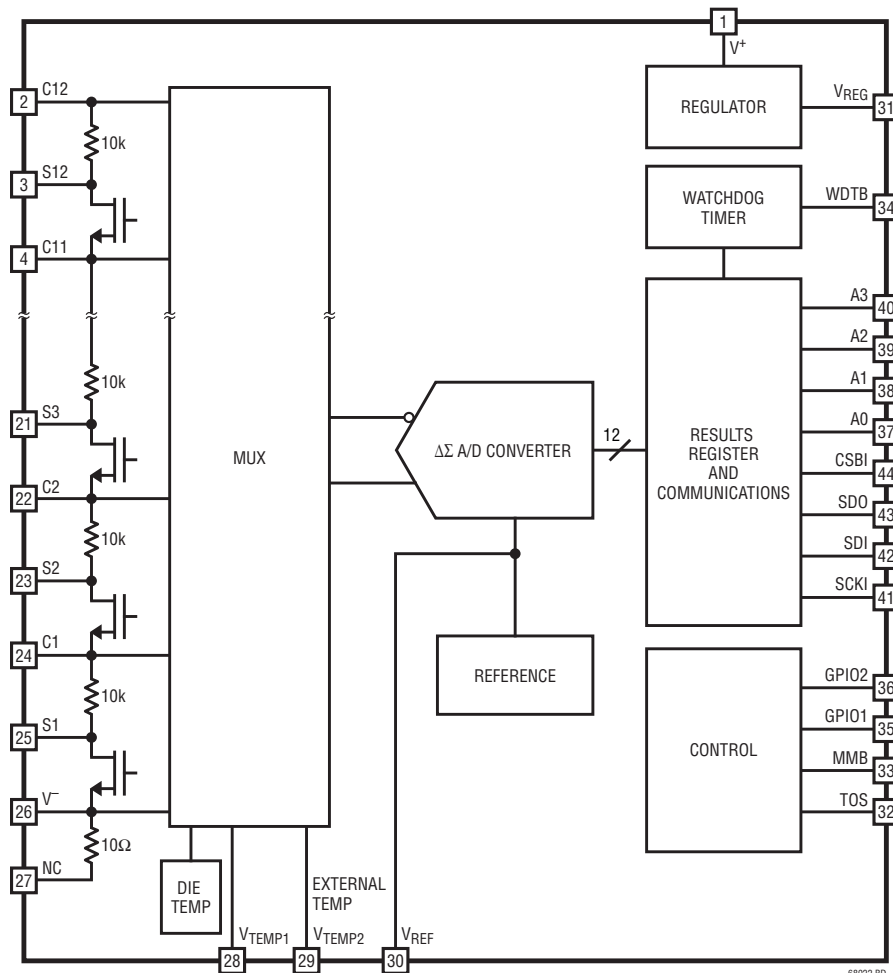 1
V+
2
C12
10k
3
S12
4
C11
10k
21
S3
22
C2
10k
23
S2
24
C1
10k
25
S1
26
V−
10Ω
27
NC
MUX
DIE
TEMP
EXTERNAL
TEMP
VTEMP1
28
VTEMP2
29
VREF
30
ΔΣ A/D CONVERTER
12
REFERENCE
REGULATOR
VREG
31
WATCHDOG
TIMER
WDTB
34
RESULTS
REGISTER
AND
COMMUNICATIONS
A3
40
A2
39
A1
38
A0
37
CSBI
44
SDO
43
SDI
42
SCKI
41
CONTROL
GPIO2
36
GPIO1
35
MMB
33
TOS
32